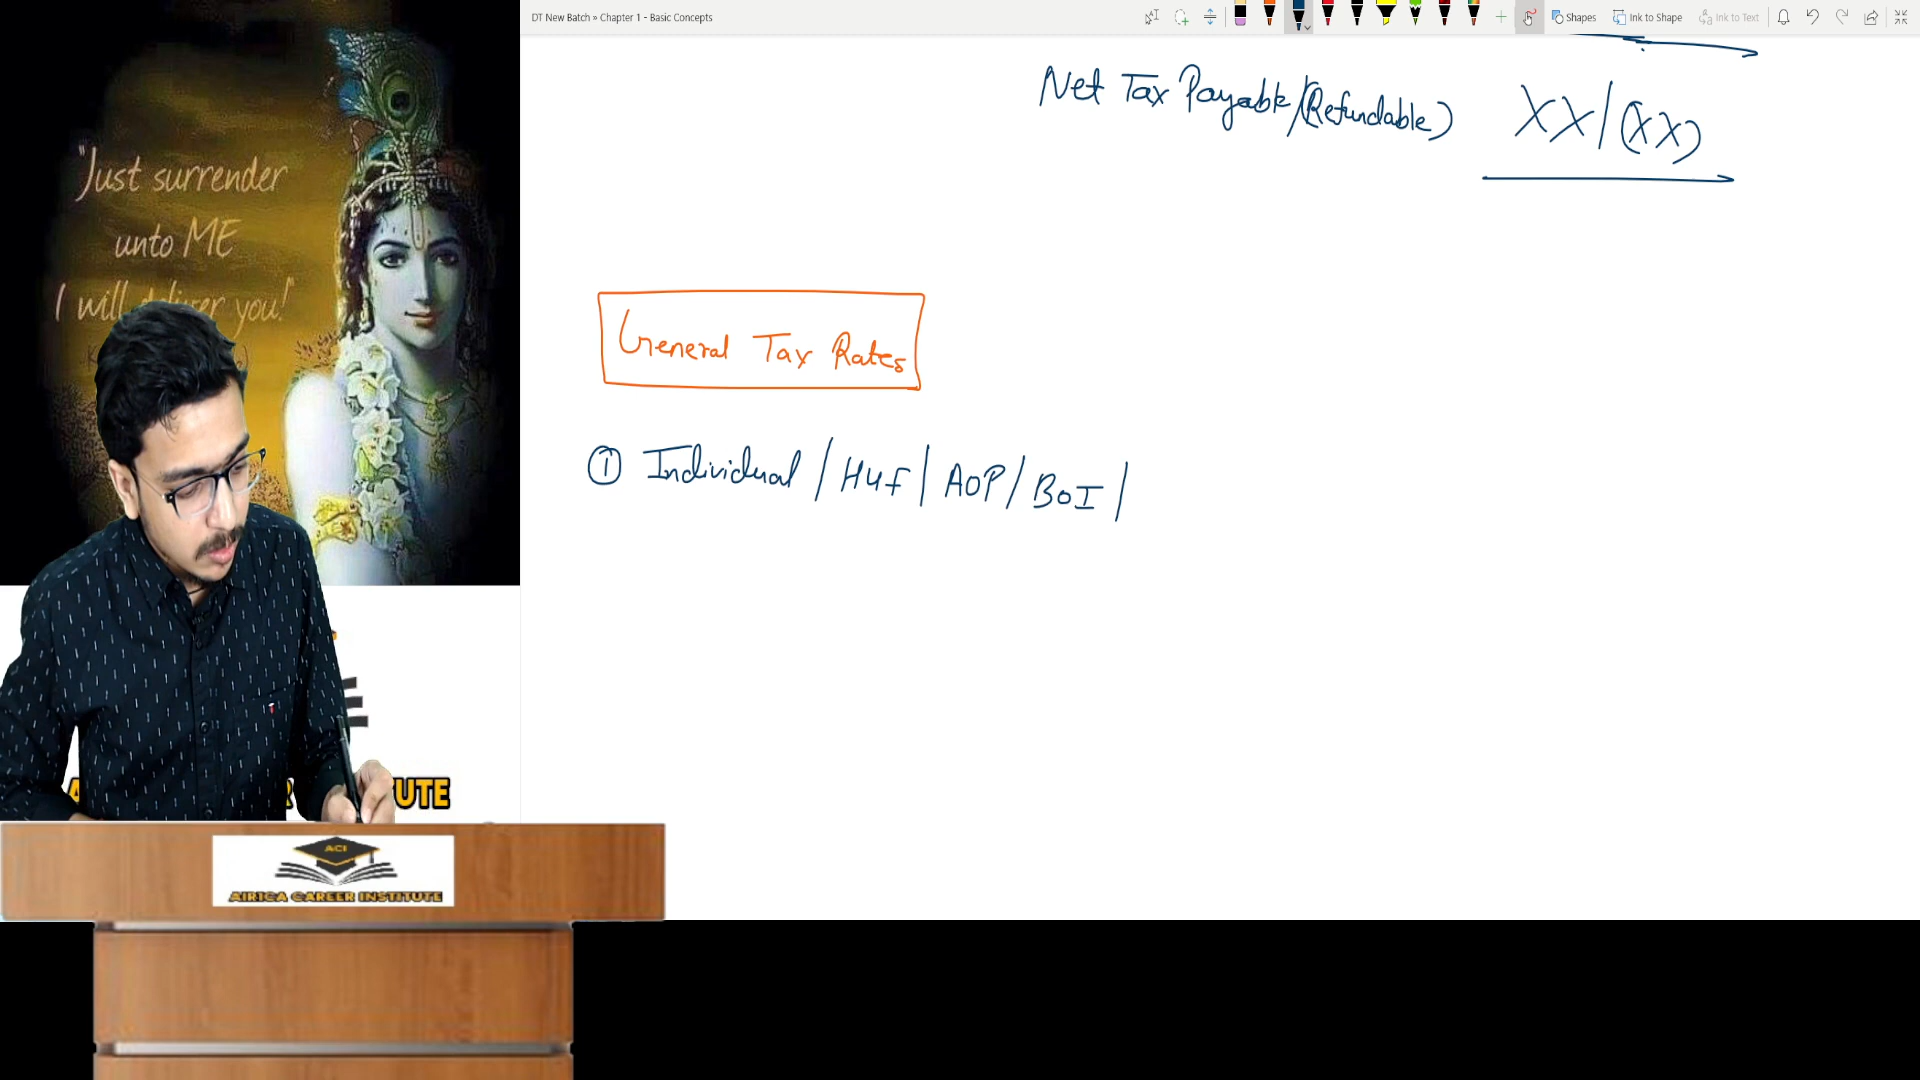 DT New Batch » Chapter 1 - Basic Concepts
Shapes
Ink to Shape
Ink to Text
Net Tax Payable/(Refundable) XX/(XX)
"Just surrender
unto ME
I will deliver you!"
General Tax Rates
① Individual / HUF / AOP / BOI /
UTE
ACI
AIRICA CAREER INSTITUTE